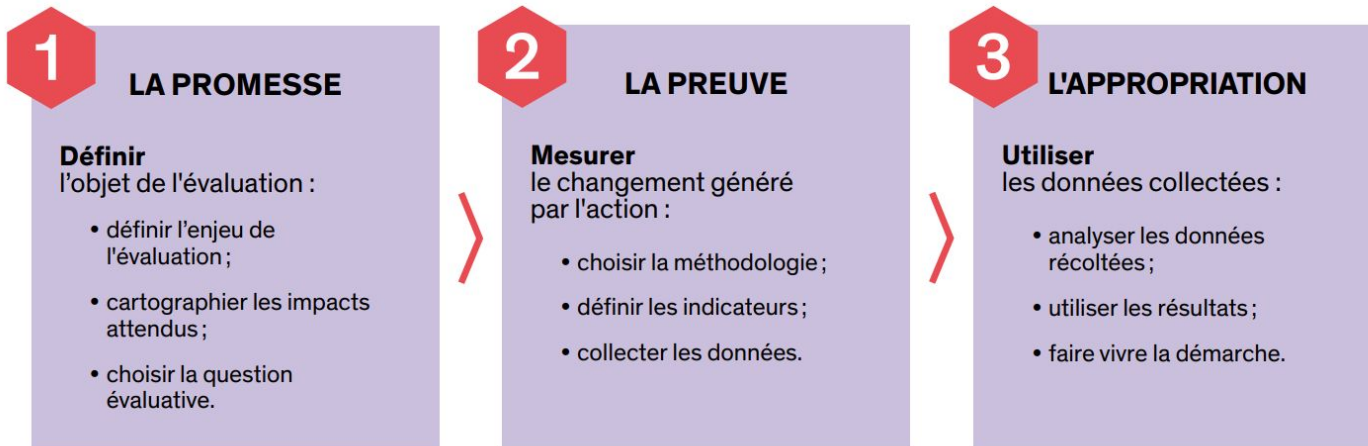 1
LA PROMESSE
Définir
l’objet de l'évaluation :
• définir l’enjeu de
l'évaluation ;
• cartographier les impacts
attendus ;
• choisir la question
évaluative.
2
LA PREUVE
Mesurer
le changement généré
par l'action :
• choisir la méthodologie ;
• définir les indicateurs ;
• collecter les données.
3
L'APPROPRIATION
Utiliser
les données collectées :
• analyser les données
récoltées ;
• utiliser les résultats ;
• faire vivre la démarche.